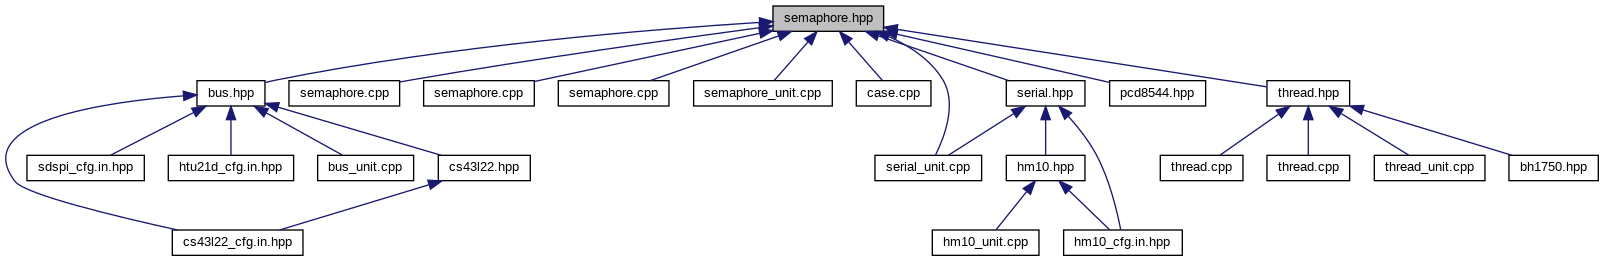 semaphore.hpp
bus.hpp
semaphore.cpp
semaphore.cpp
semaphore.cpp
semaphore_unit.cpp
case.cpp
serial.hpp
pcd8544.hpp
thread.hpp
sdspi_cfg.in.hpp
htu21d_cfg.in.hpp
bus_unit.cpp
cs43l22.hpp
serial_unit.cpp
hm10.hpp
thread.cpp
thread.cpp
thread_unit.cpp
bh1750.hpp
cs43l22_cfg.in.hpp
hm10_unit.cpp
hm10_cfg.in.hpp